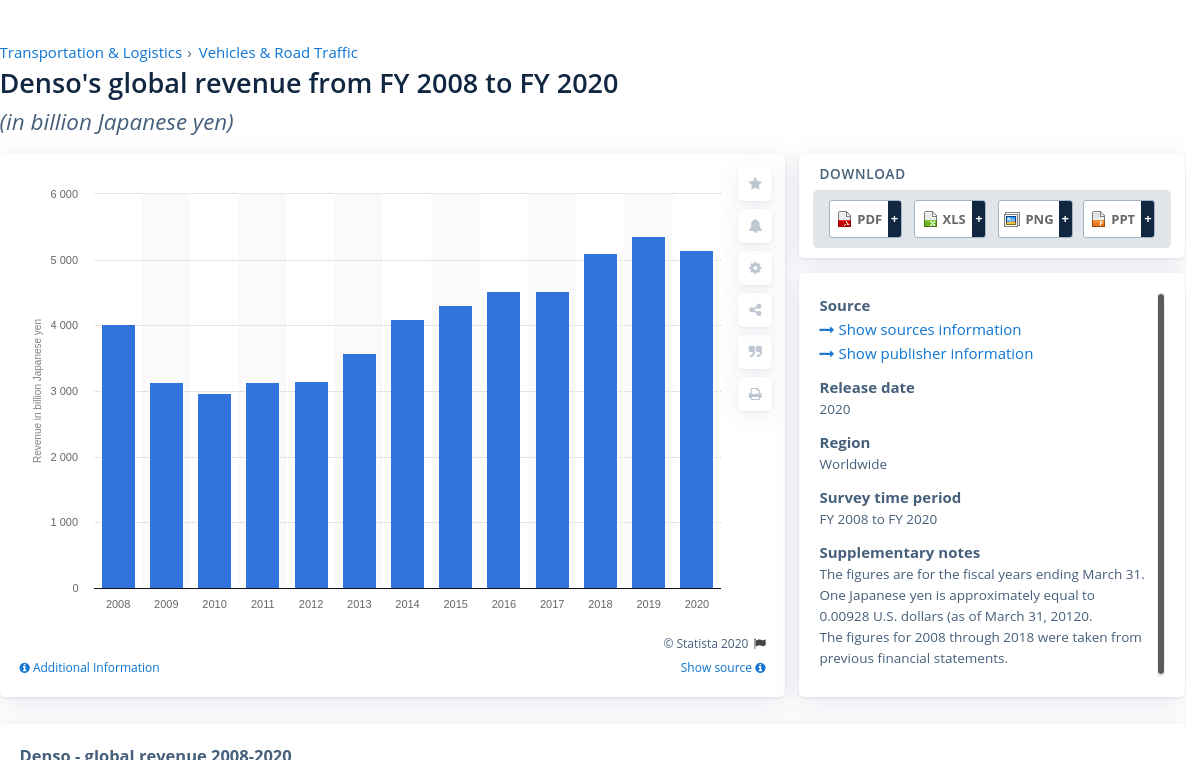 Transportation & Logistics › Vehicles & Road Traffic
Denso's global revenue from FY 2008 to FY 2020
(in billion Japanese yen)
6 000
5 000
4 000
3 000
2 000
1 000
0
Revenue in billion Japanese yen
2008 2009 2010 2011 2012 2013 2014 2015 2016 2017 2018 2019 2020
© Statista 2020
Additional Information
Show source
DOWNLOAD
PDF + XLS + PNG + PPT +
Source
Show sources information
Show publisher information
Release date
2020
Region
Worldwide
Survey time period
FY 2008 to FY 2020
Supplementary notes
The figures are for the fiscal years ending March 31.
One Japanese yen is approximately equal to
0.00928 U.S. dollars (as of March 31, 20120.
The figures for 2008 through 2018 were taken from
previous financial statements.
Denso - global revenue 2008-2020